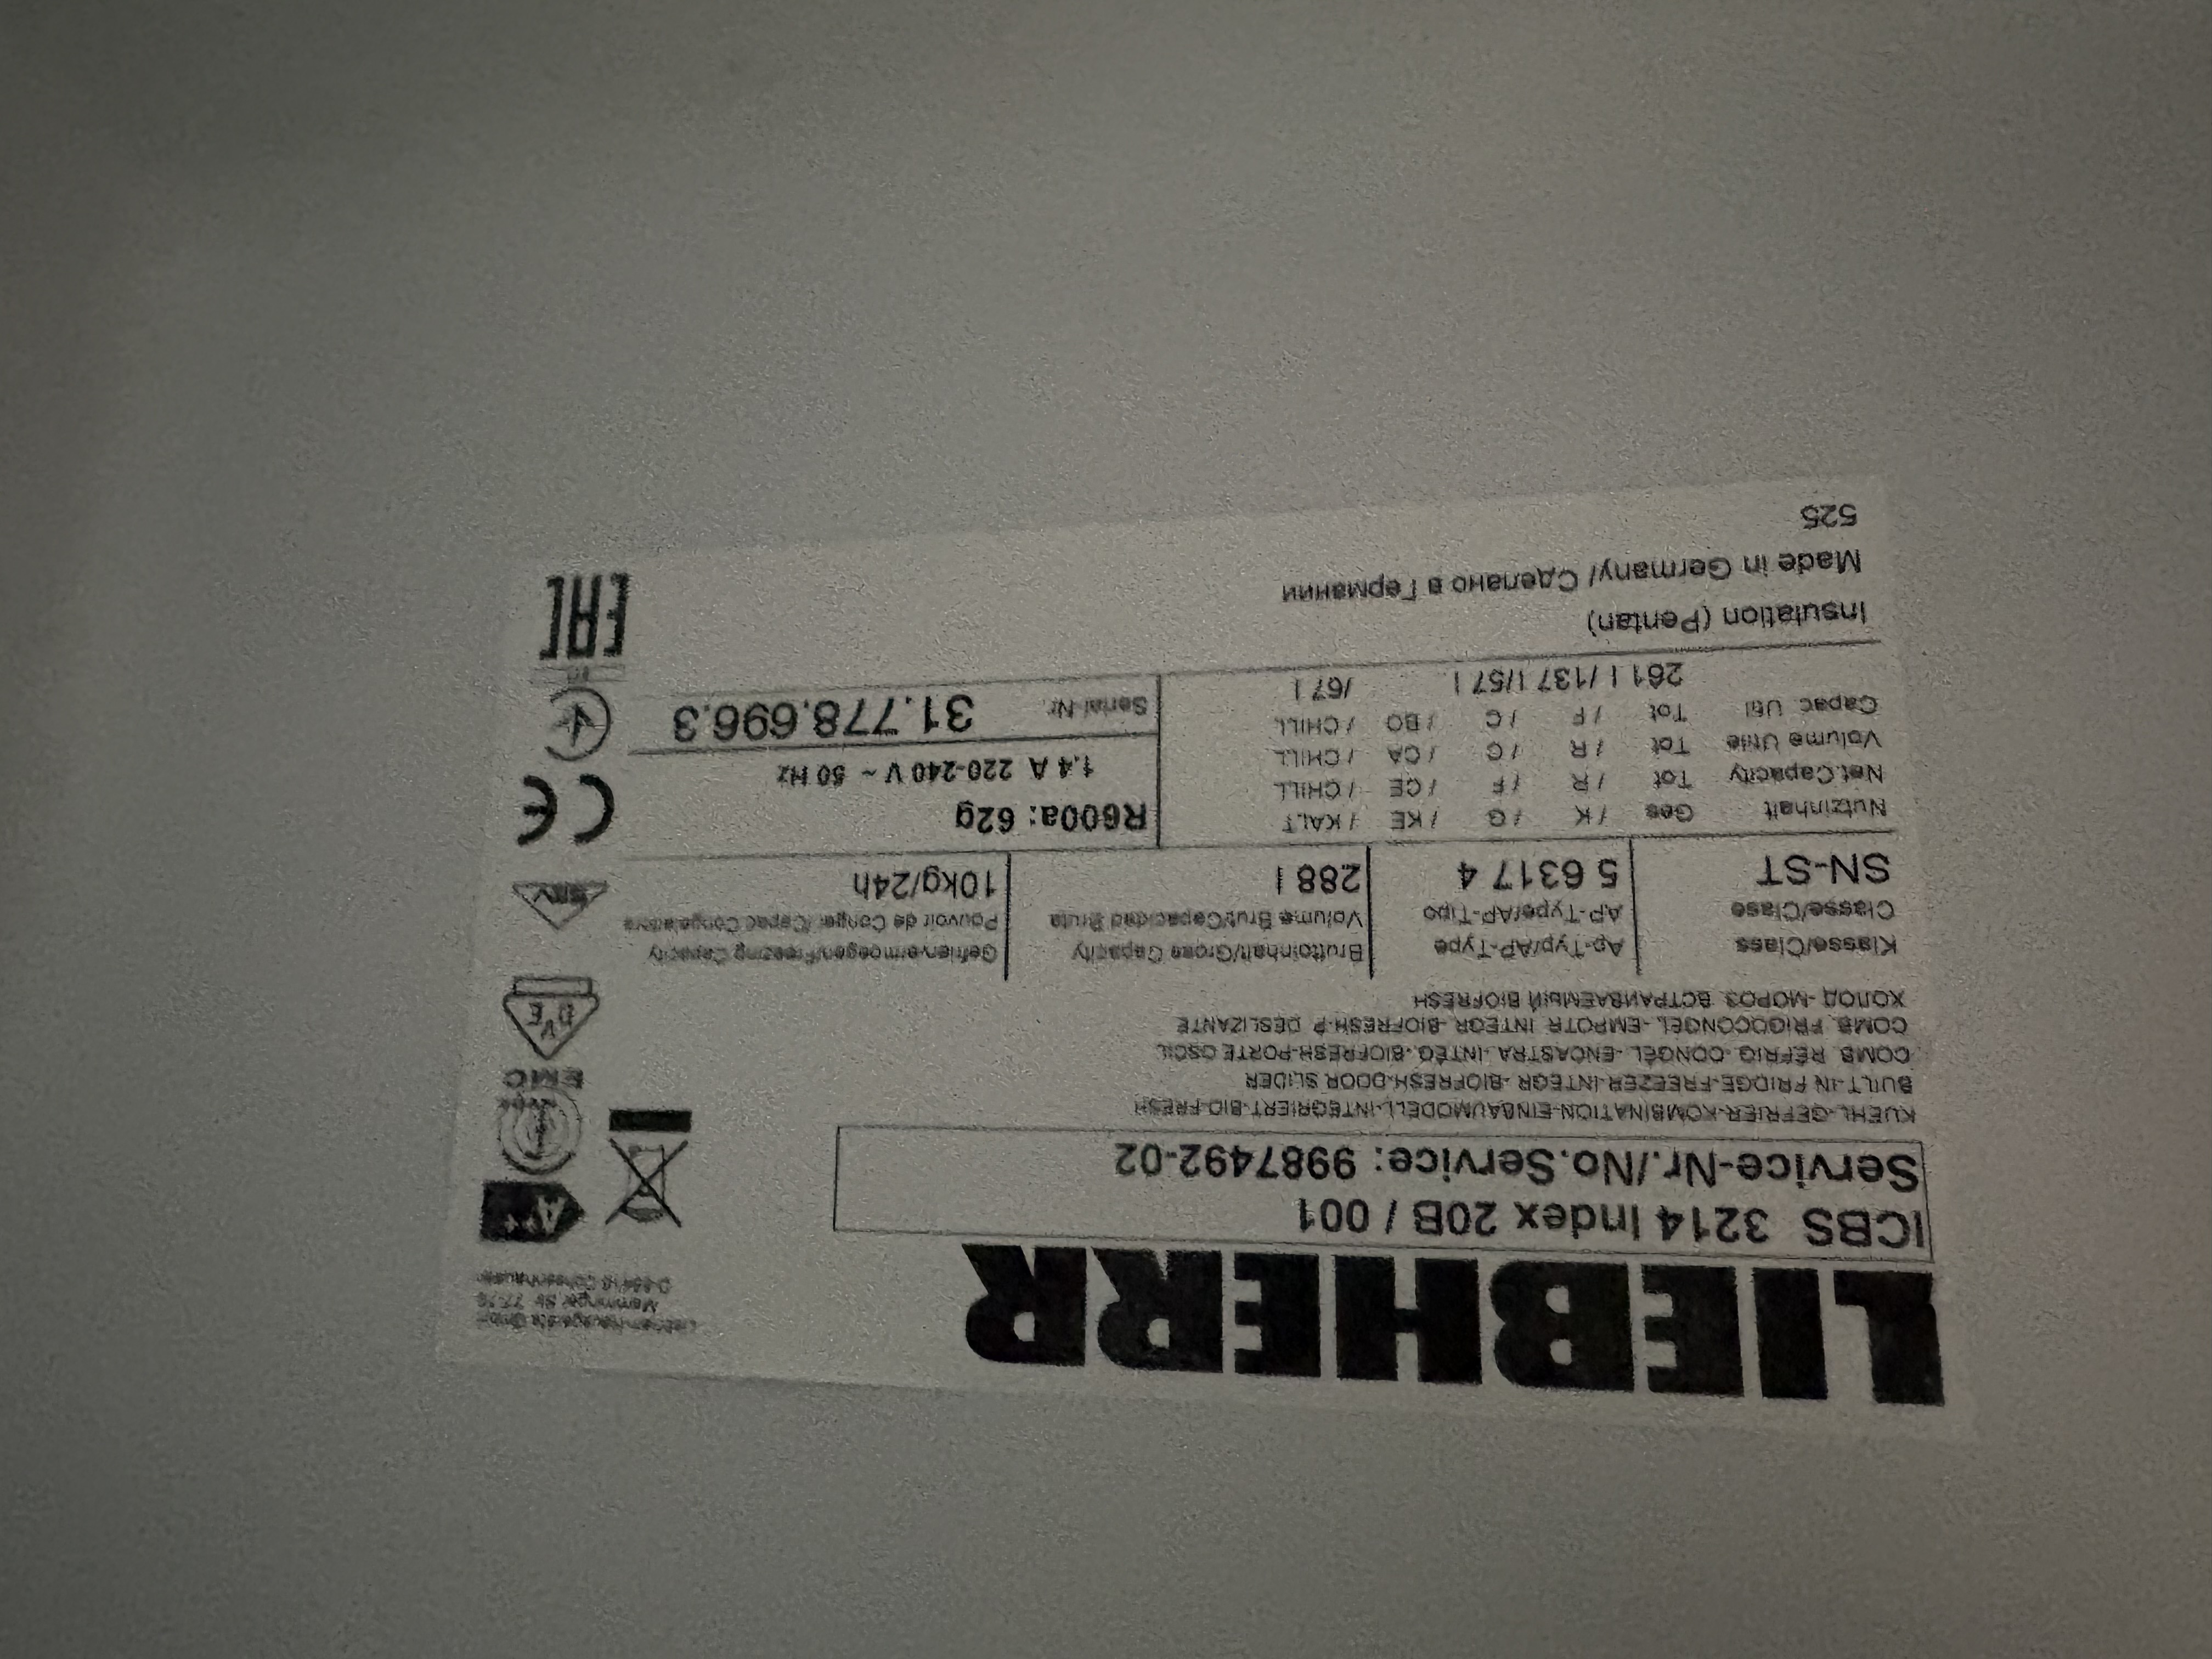 LIEBHERR
ICBS 3214 Index 20B / 001
Service-Nr./No.Service: 9987492-02
A++
KUEHL-GEFRIER-KOMBINATION-EINBAUMODELL-INTEGRIERT-BIO-FRESH
BUILT-IN FRIDGE-FREEZER-INTEGR -BIOFRESH-DOOR SLIDER
COMB RÉFRIG CONGEL -ENCASTRA -INTÉG -BIOFRESH-PORTE COSCIL
COMB FRIGOCONGEL -EMPOTR INTEGR -BIOFRESH-P DESLIZANTE
ХОЛОД -МОРОЗ ВСТРАИВАЕМЫЙ BIOFRESH
EMC
DVE
Klasse/Class Ap-Typ/AP-Type Bruttoinhalt/Gross Capacity Gefriervermoegen/Freezing Capacity
Classe/Clase AP-Type/AP-Tipo Volume Brut/Capacidad Bruta Pouvoir de Congel/Capac Congeladora
SN-ST 5 6317 4 288 l 10kg/24h
Nutzinhalt Ges / K / G / KE / KALT
Net.Capacity Tot / R / F / CE / CHILL
Volume Utile Tot / R / C / CA / CHILL
Capac Util Tot / F / C / BO / CHILL
261 l /137 l/57 l /67 l
R600a: 62g
1.4 A 220-240 V ~ 50 Hz
Serial-Nr. 31.778.696.3
CE
EAC
Insulation (Pentan)
Made in Germany/ Сделано в Германии
525